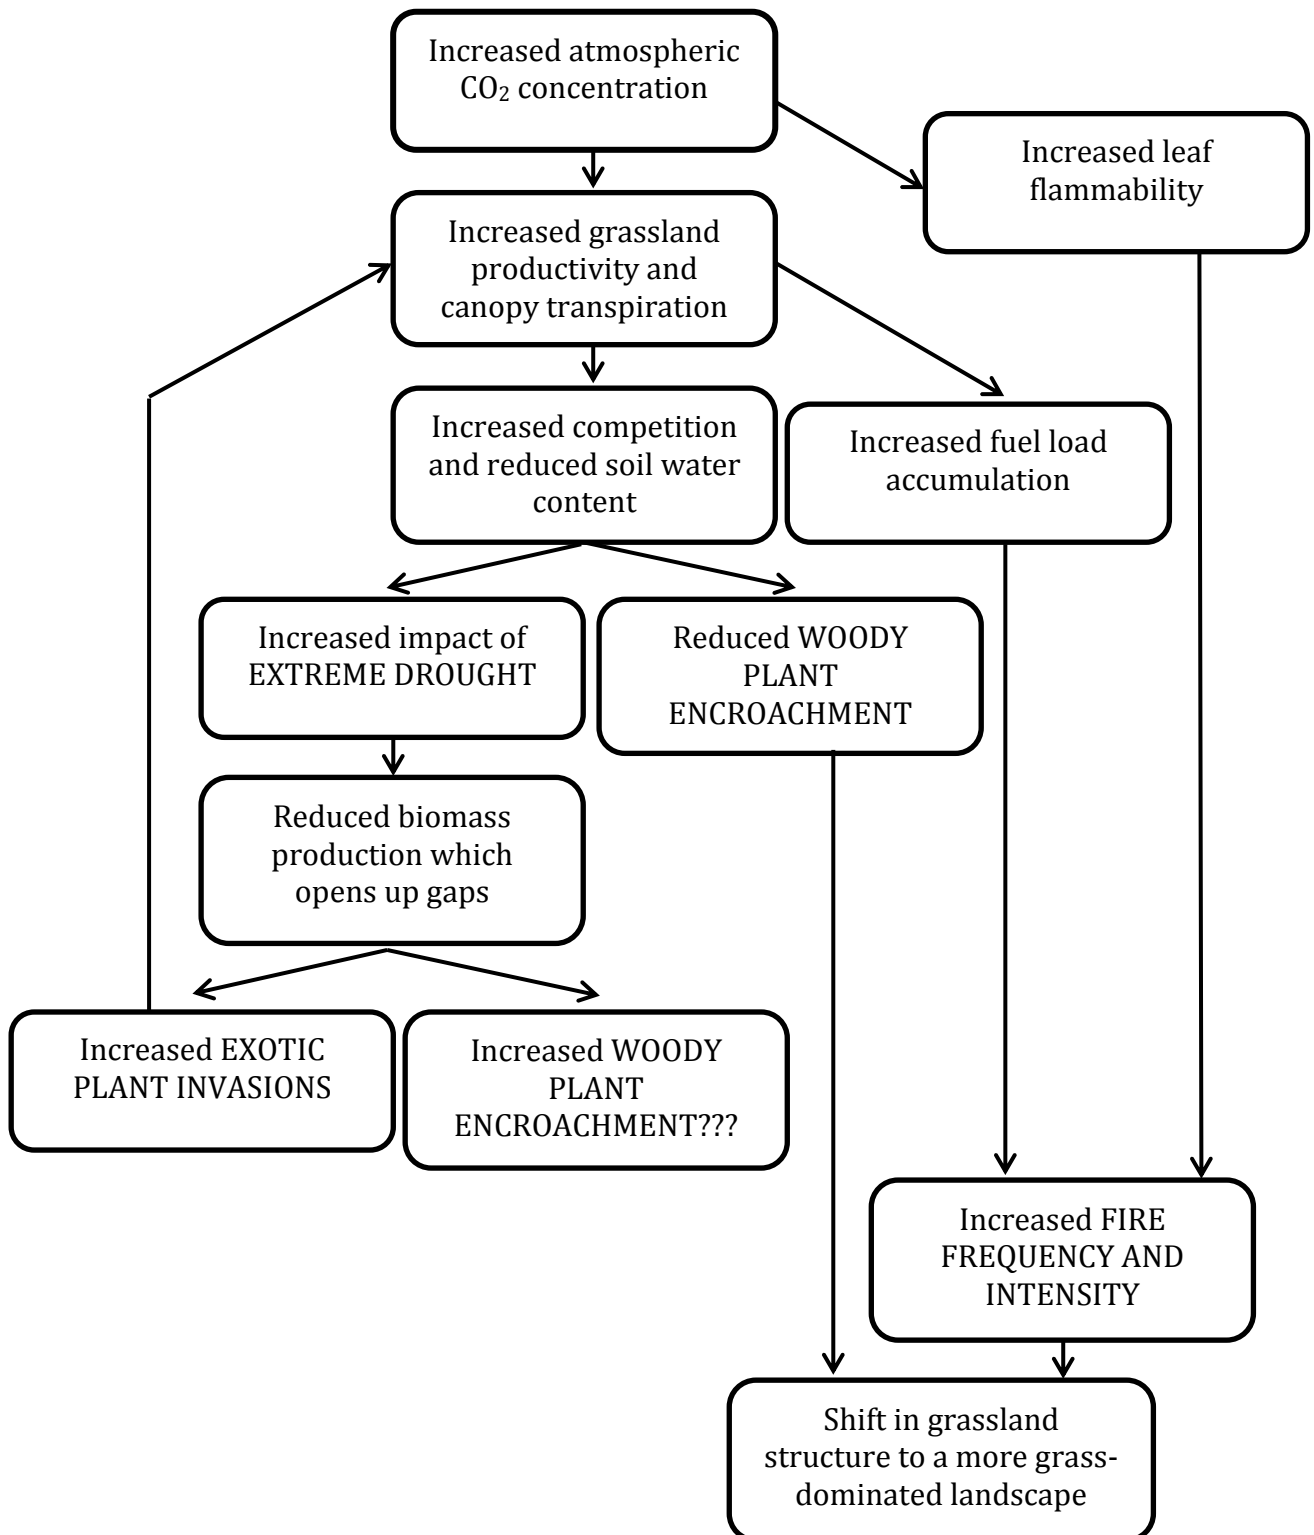 Increased atmospheric
CO₂ concentration
Increased leaf
flammability
Increased grassland
productivity and
canopy transpiration
Increased competition
and reduced soil water
content
Increased fuel load
accumulation
Increased impact of
EXTREME DROUGHT
Reduced WOODY
PLANT
ENCROACHMENT
Reduced biomass
production which
opens up gaps
Increased EXOTIC
PLANT INVASIONS
Increased WOODY
PLANT
ENCROACHMENT???
Increased FIRE
FREQUENCY AND
INTENSITY
Shift in grassland
structure to a more grass-
dominated landscape